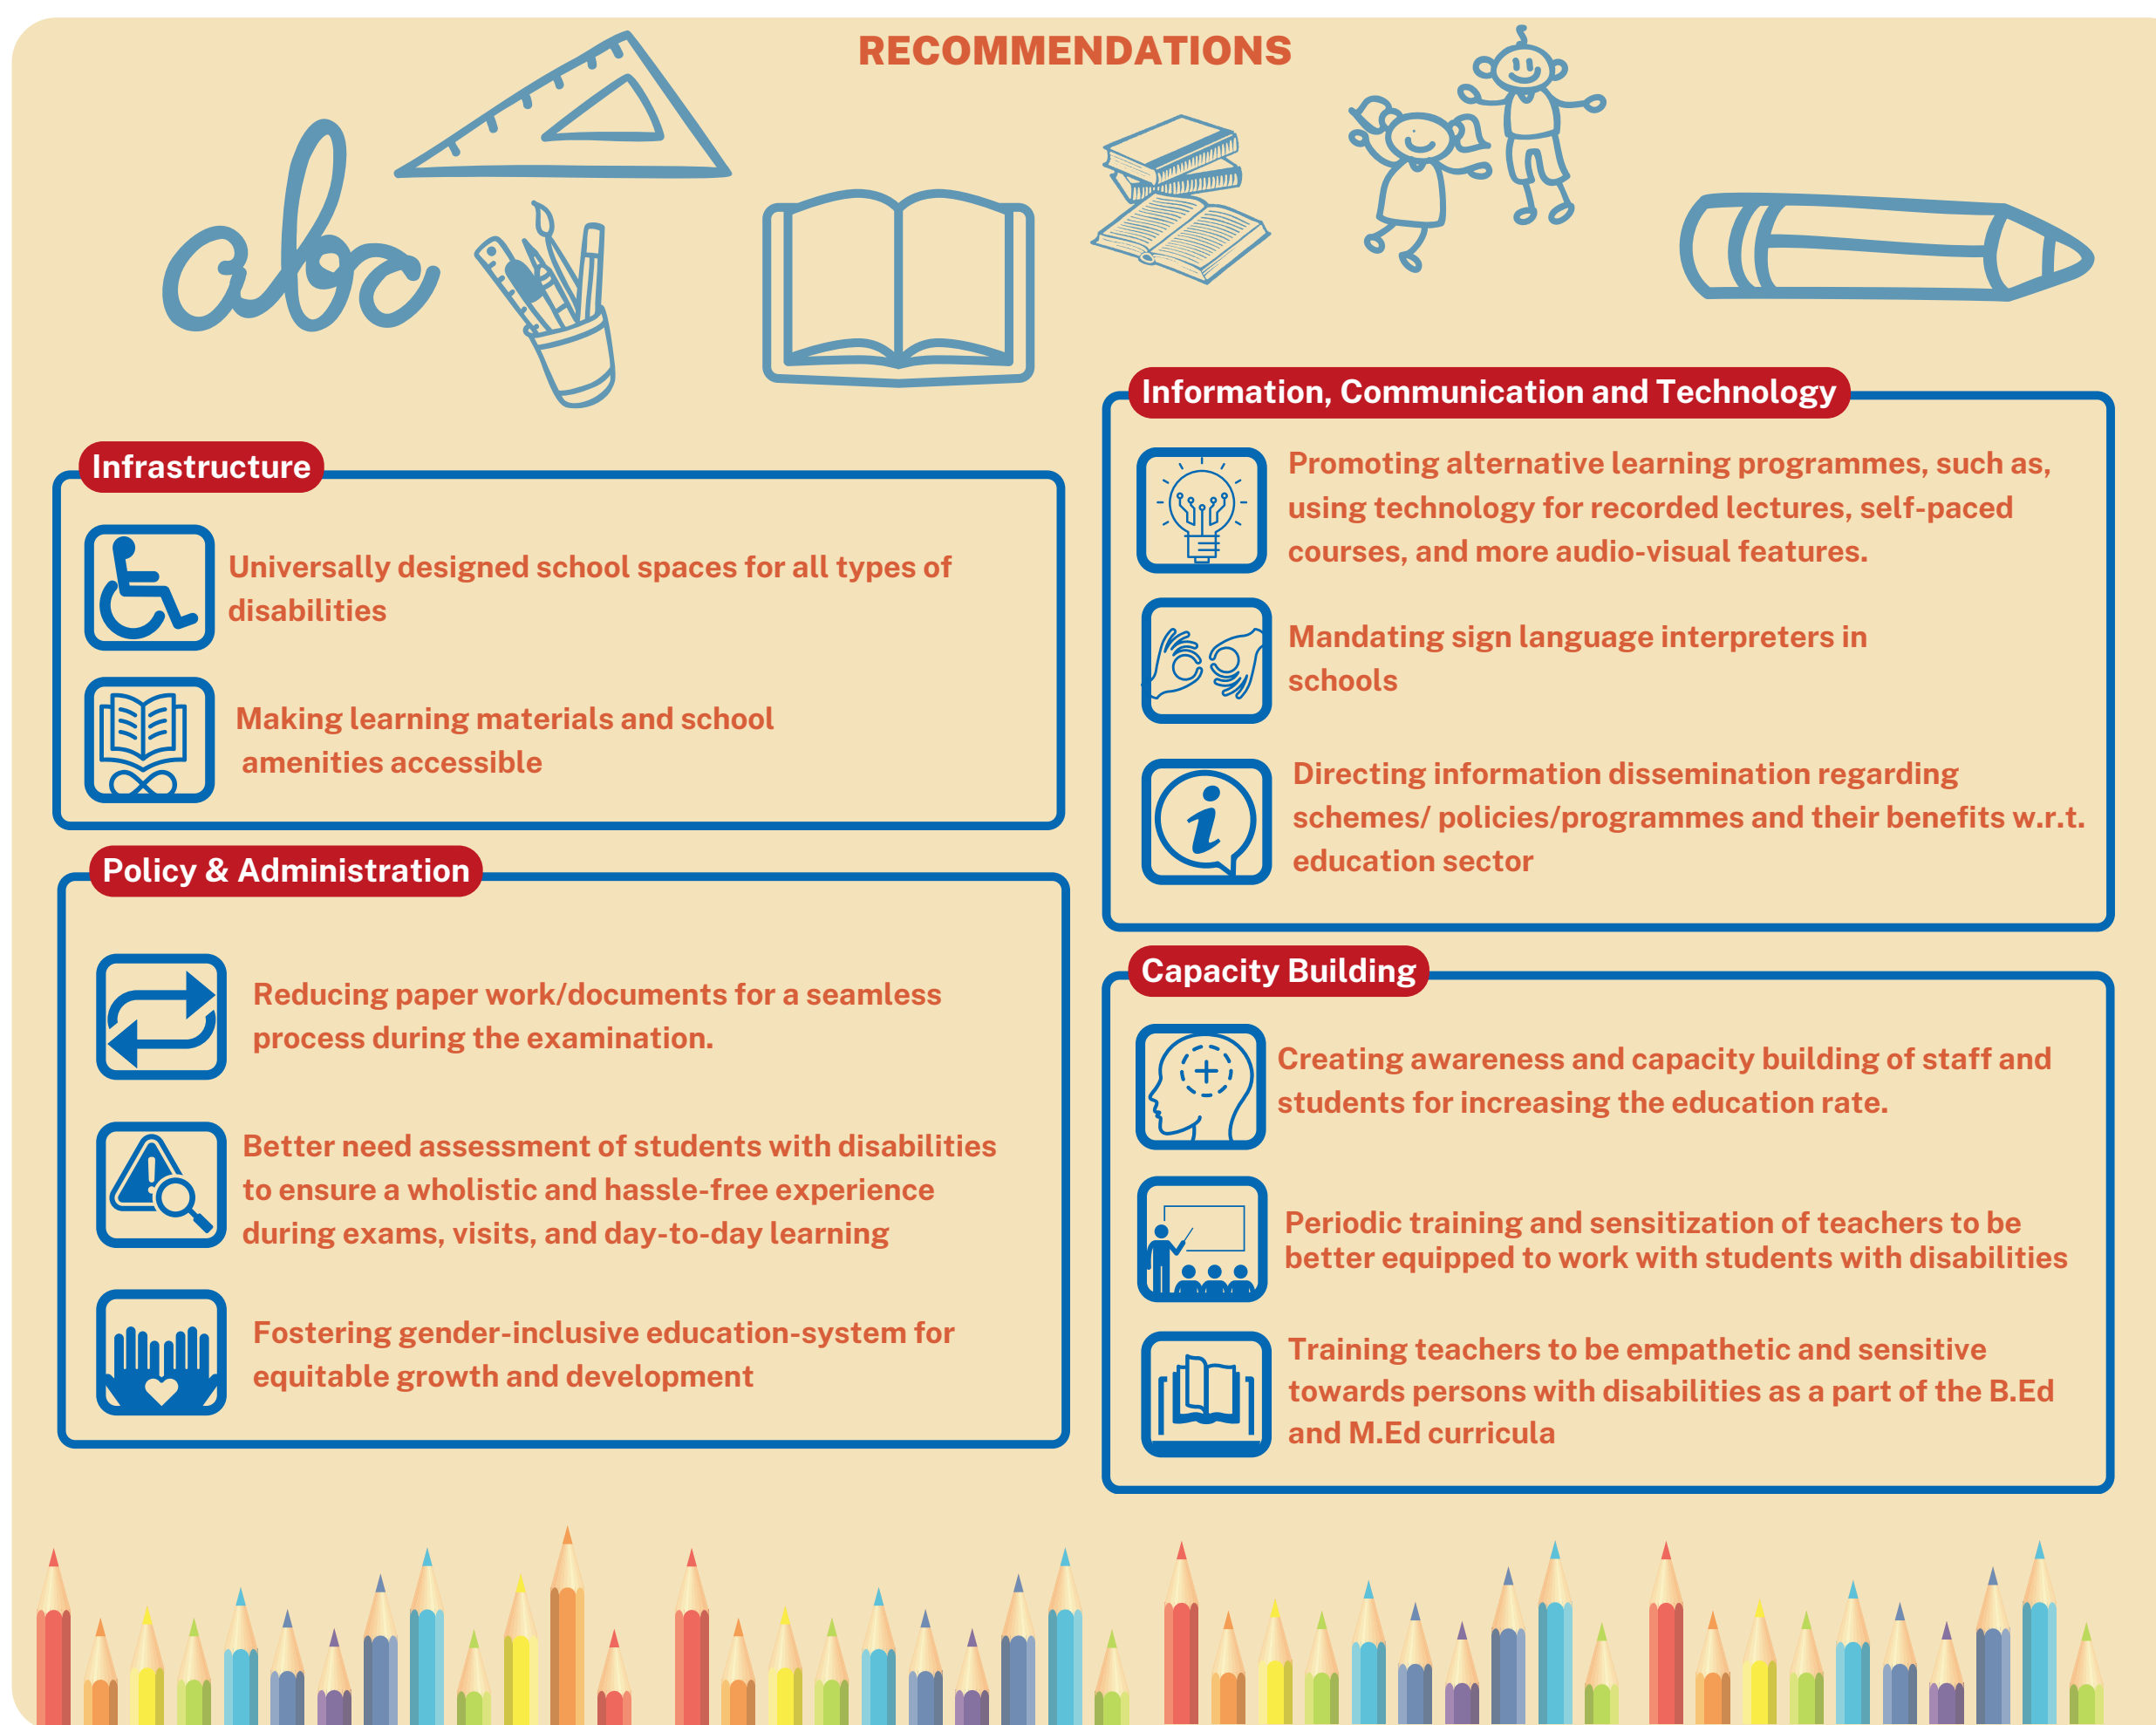 RECOMMENDATIONS
abc
Infrastructure
Universally designed school spaces for all types of
disabilities
Making learning materials and school
amenities accessible
Policy & Administration
Reducing paper work/documents for a seamless
process during the examination.
Better need assessment of students with disabilities
to ensure a wholistic and hassle-free experience
during exams, visits, and day-to-day learning
Fostering gender-inclusive education-system for
equitable growth and development
Information, Communication and Technology
Promoting alternative learning programmes, such as,
using technology for recorded lectures, self-paced
courses, and more audio-visual features.
Mandating sign language interpreters in
schools
Directing information dissemination regarding
schemes/ policies/programmes and their benefits w.r.t.
education sector
Capacity Building
Creating awareness and capacity building of staff and
students for increasing the education rate.
Periodic training and sensitization of teachers to be
better equipped to work with students with disabilities
Training teachers to be empathetic and sensitive
towards persons with disabilities as a part of the B.Ed
and M.Ed curricula